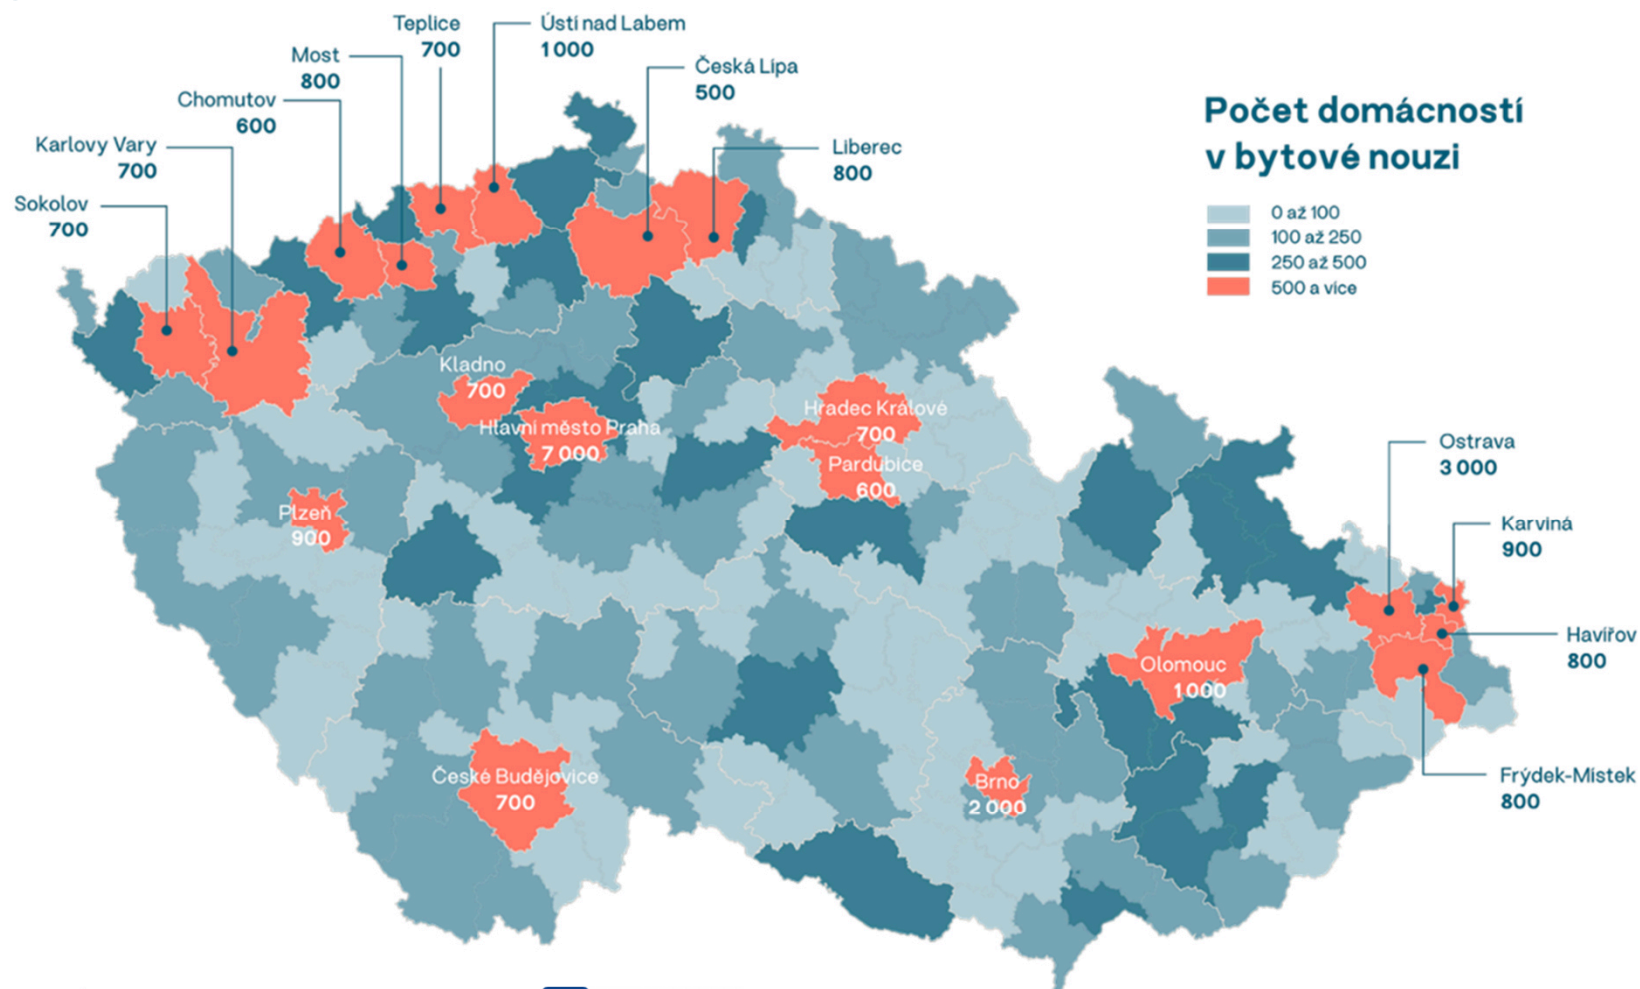 Teplice
700
Ústí nad Labem
1 000
Most
800
Česká Lípa
500
Chomutov
600
Karlovy Vary
700
Liberec
800
Sokolov
700
Počet domácností
v bytové nouzi
0 až 100
100 až 250
250 až 500
500 a více
Kladno
700
Hlavní město Praha
7 000
Hradec Králové
700
Pardubice
600
Plzeň
900
Ostrava
3 000
Karviná
900
Havířov
800
Olomouc
1 000
Frýdek-Místek
800
České Budějovice
700
Brno
2 000